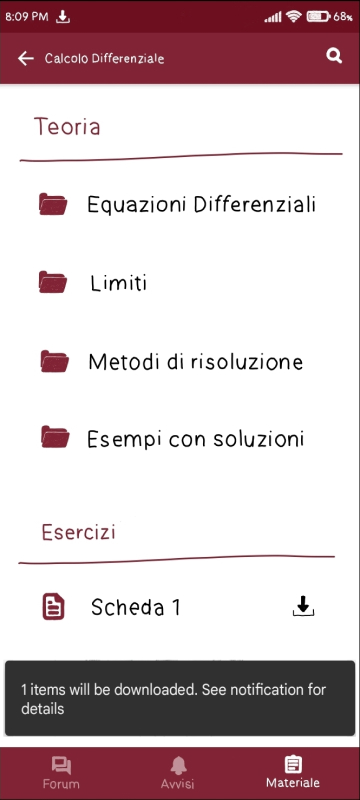 8:09 PM 68%
Calcolo Differenziale
Teoria
Equazioni Differenziali
Limiti
Metodi di risoluzione
Esempi con soluzioni
Esercizi
Scheda 1
1 items will be downloaded. See notification for
details
Forum Avvisi Materiale